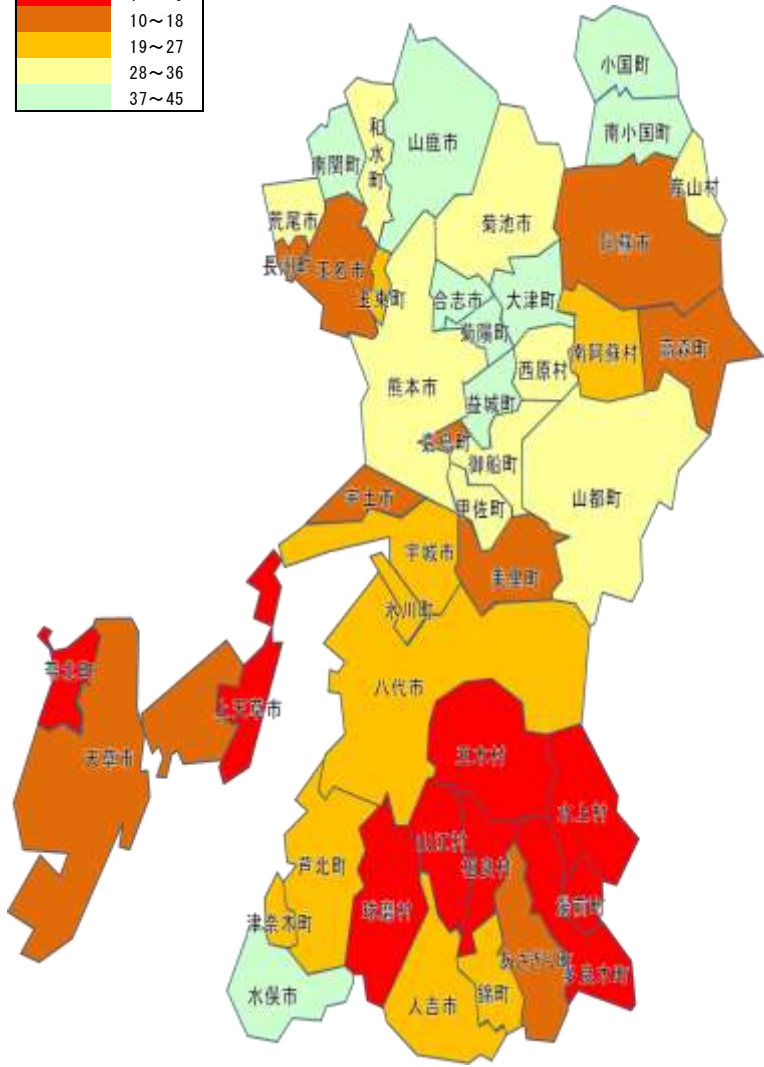 10～18
19～27
28～36
37～45
小国町
南小国町
産山村
和水町
山鹿市
南関町
菊池市
荒尾市
阿蘇市
長洲町
玉名市
玉東町
合志市
大津町
菊陽町
南阿蘇村
高森町
西原村
熊本市
益城町
嘉島町
御船町
甲佐町
山都町
宇土市
宇城市
美里町
氷川町
苓北町
八代市
上天草市
天草市
五木村
水上村
山江村
相良村
芦北町
湯前町
球磨村
津奈木町
あさぎり町
多良木町
水俣市
人吉市
錦町